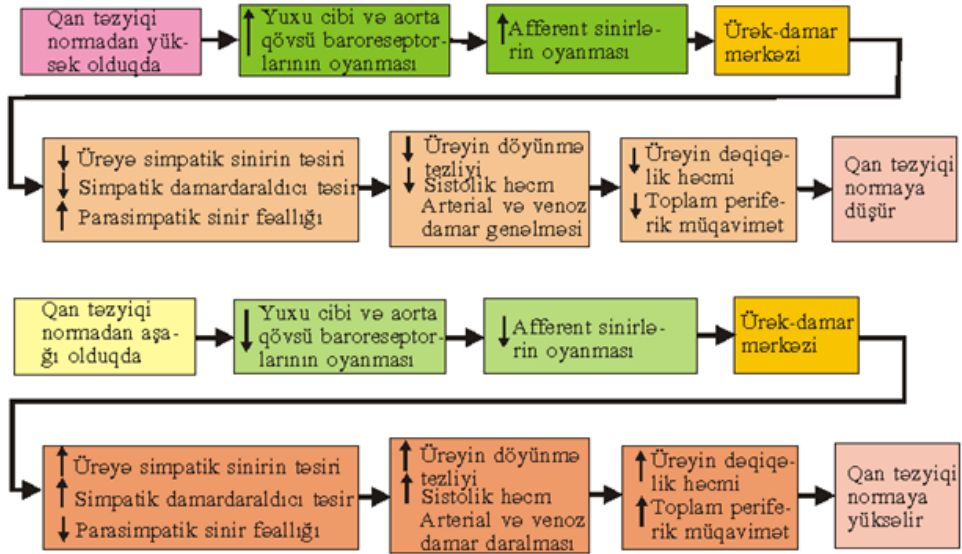 Qan təzyiqi
normadan yük-
sək olduqda
↑ Yuxu cibi və aorta
qövsü baroreseptor-
larının oyanması
↑ Afferent sinirlə-
rin oyanması
Ürək-damar
mərkəzi
↓ Ürəyə simpatik sinirin təsiri
↓ Simpatik damardaraldıcı təsir
↑ Parasimpatik sinir fəallığı
↓ Ürəyin döyünmə
tezliyi
↓ Sistolik həcm
Arterial və venoz
damar genəlməsi
↓ Ürəyin dəqiqə-
lik həcmi
↓ Toplam perife-
rik müqavimət
Qan təzyiqi
normaya
düşür
Qan təzyiqi
normadan aşa-
ğı olduqda
↓ Yuxu cibi və aorta
qövsü baroreseptor-
larının oyanması
↓ Afferent sinirlə-
rin oyanması
Ürək-damar
mərkəzi
↑ Ürəyə simpatik sinirin təsiri
↑ Simpatik damardaraldıcı təsir
↓ Parasimpatik sinir fəallığı
↑ Ürəyin döyünmə
tezliyi
↑ Sistolik həcm
Arterial və venoz
damar daralması
↑ Ürəyin dəqiqə-
lik həcmi
↑ Toplam perife-
rik müqavimət
Qan təzyiqi
normaya
yüksəlir